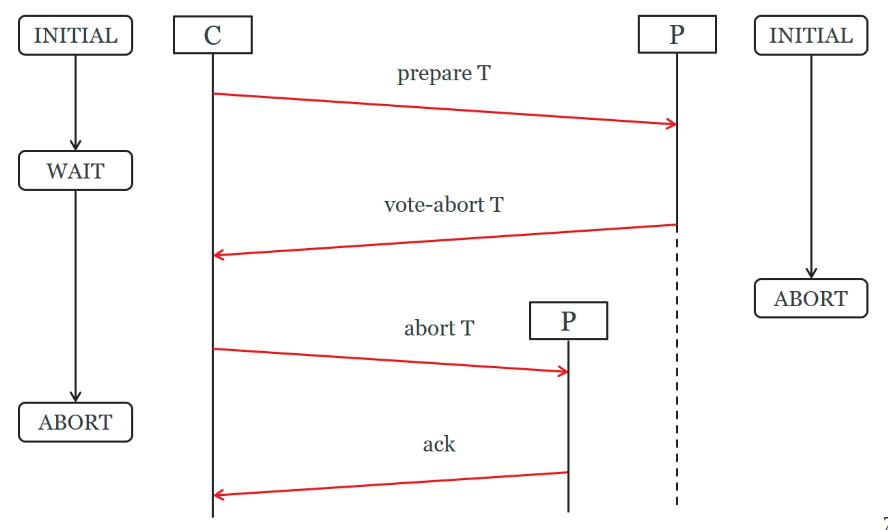 INITIAL
C
P
INITIAL
prepare T
WAIT
vote-abort T
ABORT
P
abort T
ABORT
ack